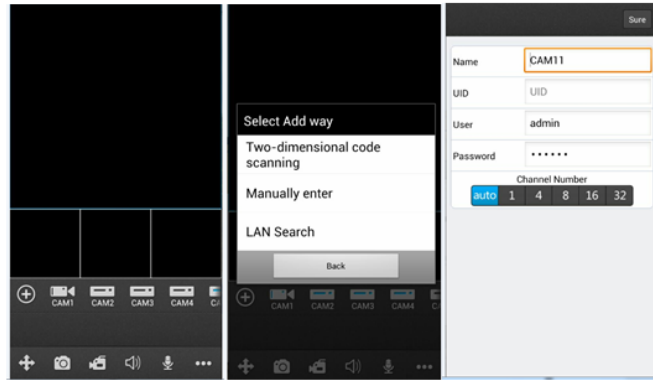 CAM1 CAM2 CAM3 CAM4
Select Add way
Two-dimensional code
scanning
Manually enter
LAN Search
Back
CAM1 CAM2 CAM3 CAM4
Sure
Name CAM11
UID UID
User admin
Password ••••••
Channel Number
auto 1 4 8 16 32